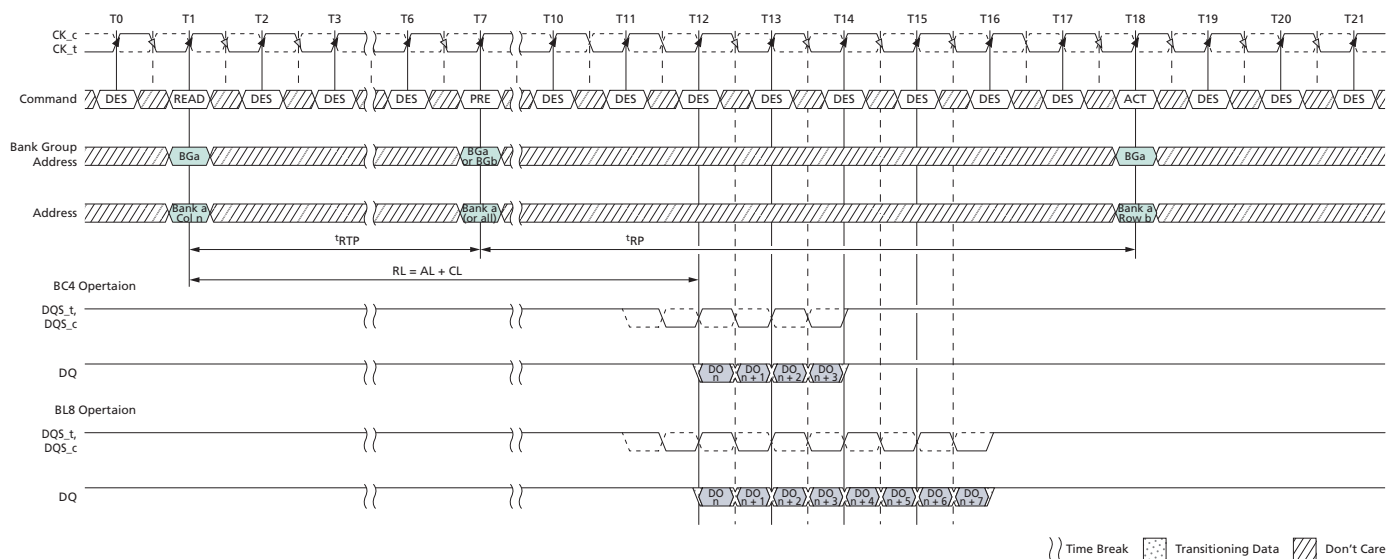 T0 T1 T2 T3 T6 T7 T10 T11 T12 T13 T14 T15 T16 T17 T18 T19 T20 T21
CK_c
CK_t
Command DES READ DES DES DES PRE DES DES DES DES DES DES DES DES ACT DES DES DES
Bank Group
Address
BGa
BGa
or BGb
BGa
Address
Bank a
Col n
Bank a
(or all)
Bank a
Row b
tRTP tRP
RL = AL + CL
BC4 Opertaion
DQS_t,
DQS_c
DQ
DO
n
DO
n + 1
DO
n + 2
DO
n + 3
BL8 Opertaion
DQS_t,
DQS_c
DQ
DO
n
DO
n + 1
DO
n + 2
DO
n + 3
DO
n + 4
DO
n + 5
DO
n + 6
DO
n + 7
Time Break Transitioning Data Don't Care